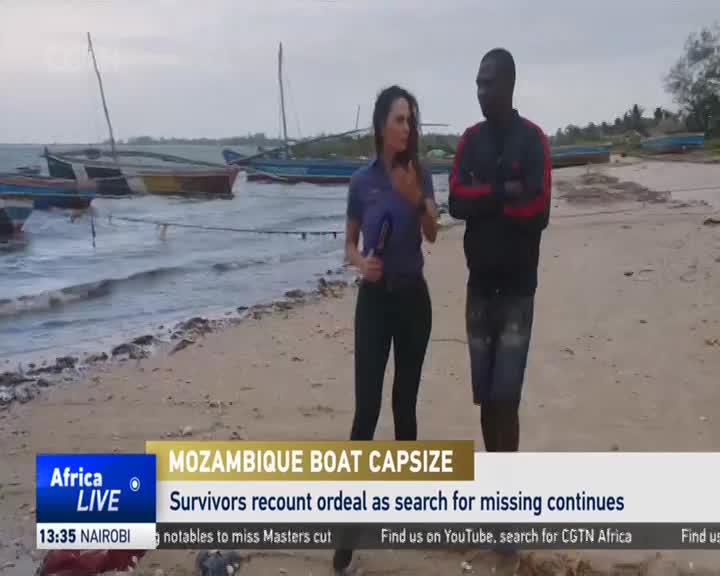 MOZAMBIQUE BOAT CAPSIZE
Africa
LIVE
Survivors recount ordeal as search for missing continues
13:35 NAIROBI
notables to miss Masters cut Find us on YouTube, search for CGTN Africa Find us